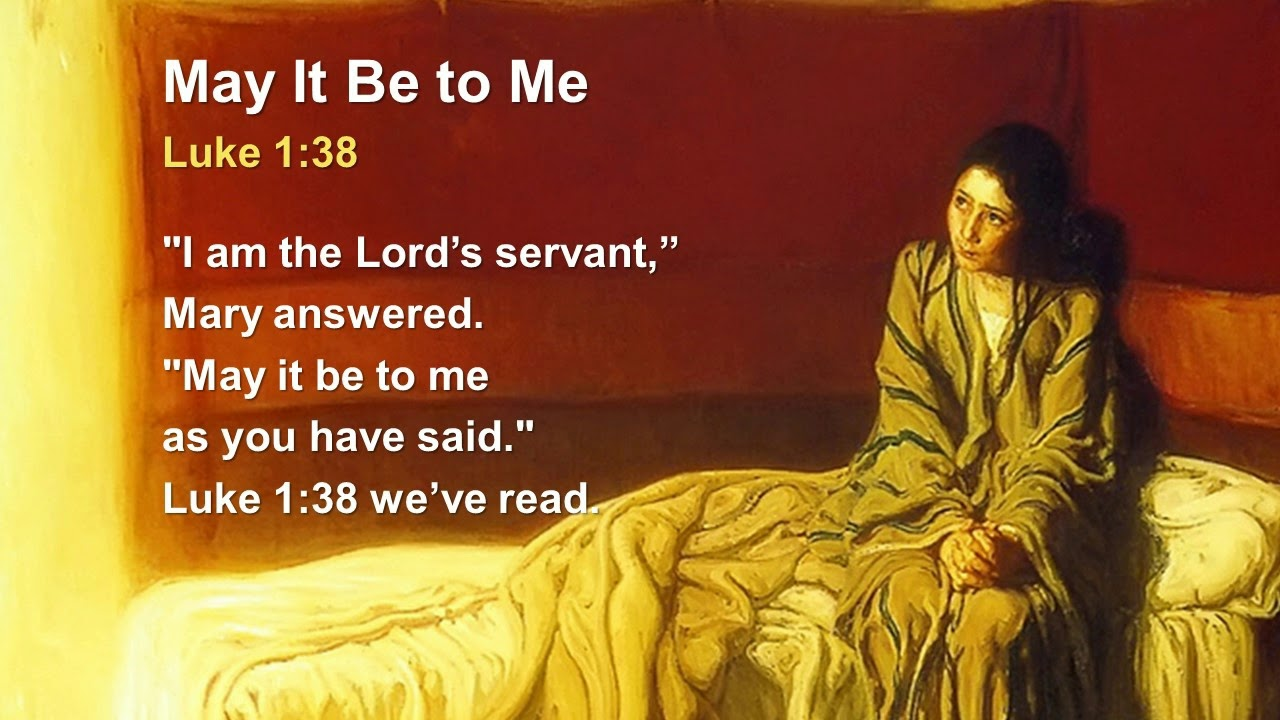 May It Be to Me
Luke 1:38
"I am the Lord’s servant,”
Mary answered.
"May it be to me
as you have said."
Luke 1:38 we’ve read.